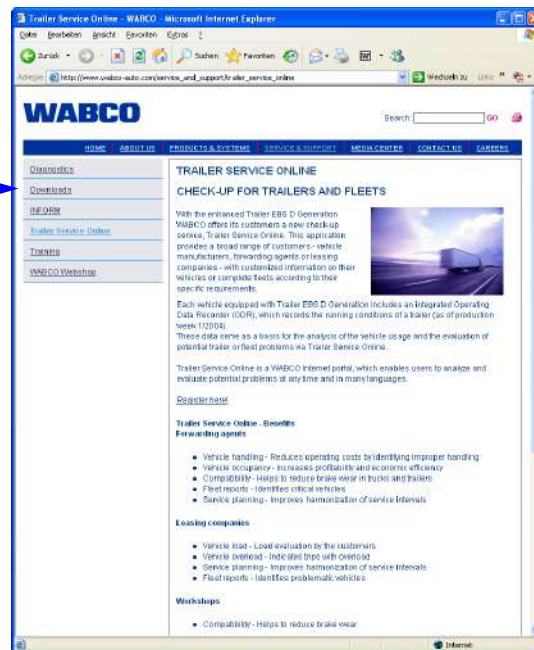 Trailer Service Online - WABCO - Microsoft Internet Explorer
Datei Bearbeiten Ansicht Favoriten Extras ?
Zurück Suchen Favoriten
Adresse http://www.wabco-auto.com/service_and_support/trailer_service_online Wechseln zu Links »
WABCO
Search: GO
HOME ABOUT US PRODUCTS & SYSTEMS SERVICE & SUPPORT MEDIA CENTER CONTACT US CAREERS
Diagnostics
Downloads
INFORM
Trailer Service Online
Training
WABCO Webshop
TRAILER SERVICE ONLINE
CHECK-UP FOR TRAILERS AND FLEETS
With the enhanced Trailer EBS D Generation
WABCO offers its customers a new check-up
service, Trailer Service Online. This application
provides a broad range of customers - vehicle
manufacturers, forwarding agents or leasing
companies - with customized information on their
vehicles or complete fleets according to their
specific requirements.
Each vehicle equipped with Trailer EBS D Generation includes an integrated Operating
Data Recorder (ODR), which records the running conditions of a trailer (as of production
week 1/2004).
These data serve as a basis for the analysis of the vehicle usage and the evaluation of
potential trailer or fleet problems via Trailer Service Online.
Trailer Service Online is a WABCO Internet portal, which enables users to analyze and
evaluate potential problems at any time and in many languages.
Register here!
Trailer Service Online - Benefits
Forwarding agents
Vehicle handling - Reduces operating costs by identifying improper handling
Vehicle occupancy - Increases profitability and economic efficiency
Compatibility - Helps to reduce brake wear in trucks and trailers
Fleet reports - Identifies critical vehicles
Service planning - Improves harmonization of service intervals
Leasing companies
Vehicle load - Load evaluation by the customers
Vehicle overload - Indicates trips with overload
Service planning - Improves harmonization of service intervals
Fleet reports - Identifies problematic vehicles
Workshops
Compatibility - Helps to reduce brake wear
Internet